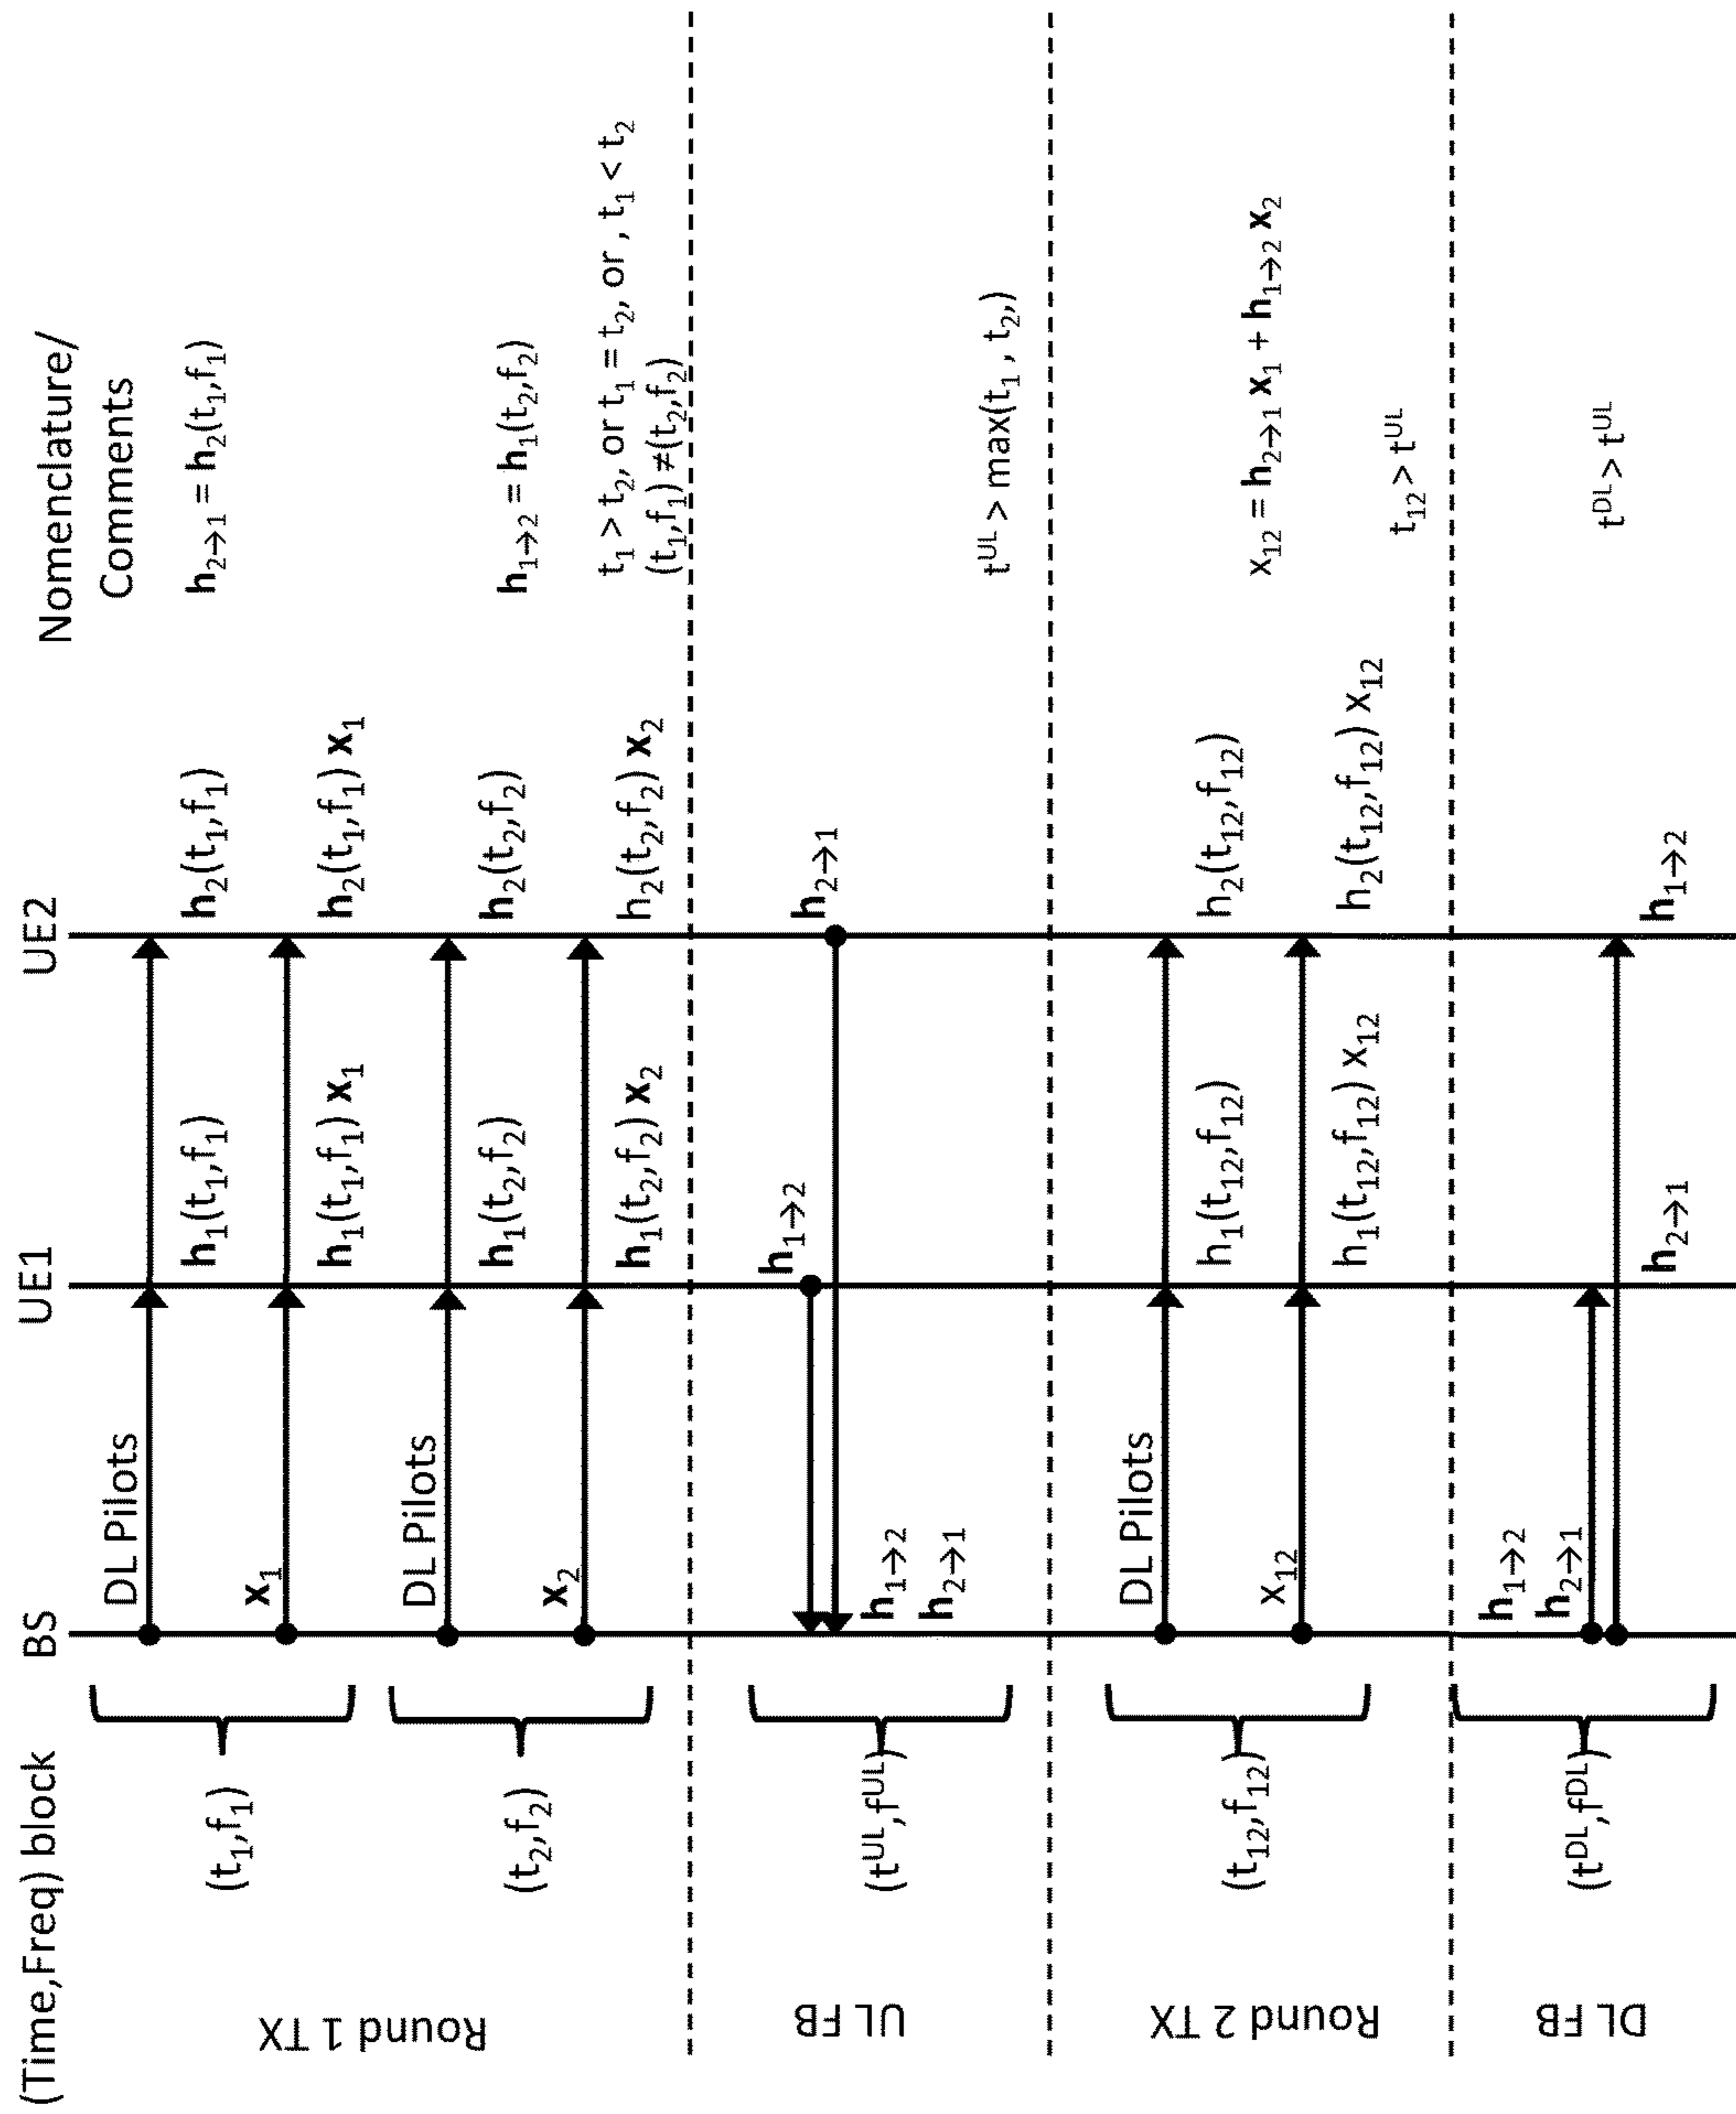 (Time,Freq) block
BS
UE1
UE2
Nomenclature/
Comments
Round 1 TX
(t₁,f₁)
DL Pilots
h₁(t₁,f₁)
h₂(t₁,f₁)
h₂→₁ = h₂(t₁,f₁)
x₁
h₁(t₁,f₁) x₁
h₂(t₁,f₁) x₁
(t₂,f₂)
DL Pilots
h₁(t₂,f₂)
h₂(t₂,f₂)
h₁→₂ = h₁(t₂,f₂)
x₂
h₁(t₂,f₂) x₂
h₂(t₂,f₂) x₂
t₁ > t₂, or t₁ = t₂, or , t₁ < t₂
(t₁,f₁) ≠(t₂,f₂)
UL FB
(tᵁᴸ,fᵁᴸ)
h₁→₂
h₂→₁
h₁→₂
h₂→₁
tᵁᴸ > max(t₁ , t₂,)
Round 2 TX
(t₁₂,f₁₂)
DL Pilots
h₁(t₁₂,f₁₂)
h₂(t₁₂,f₁₂)
x₁₂ = h₂→₁ x₁ + h₁→₂ x₂
x₁₂
h₁(t₁₂,f₁₂) x₁₂
h₂(t₁₂,f₁₂) x₁₂
t₁₂ > tᵁᴸ
DL FB
(tᴰᴸ,fᴰᴸ)
h₁→₂
h₂→₁
h₂→₁
h₁→₂
tᴰᴸ > tᵁᴸ